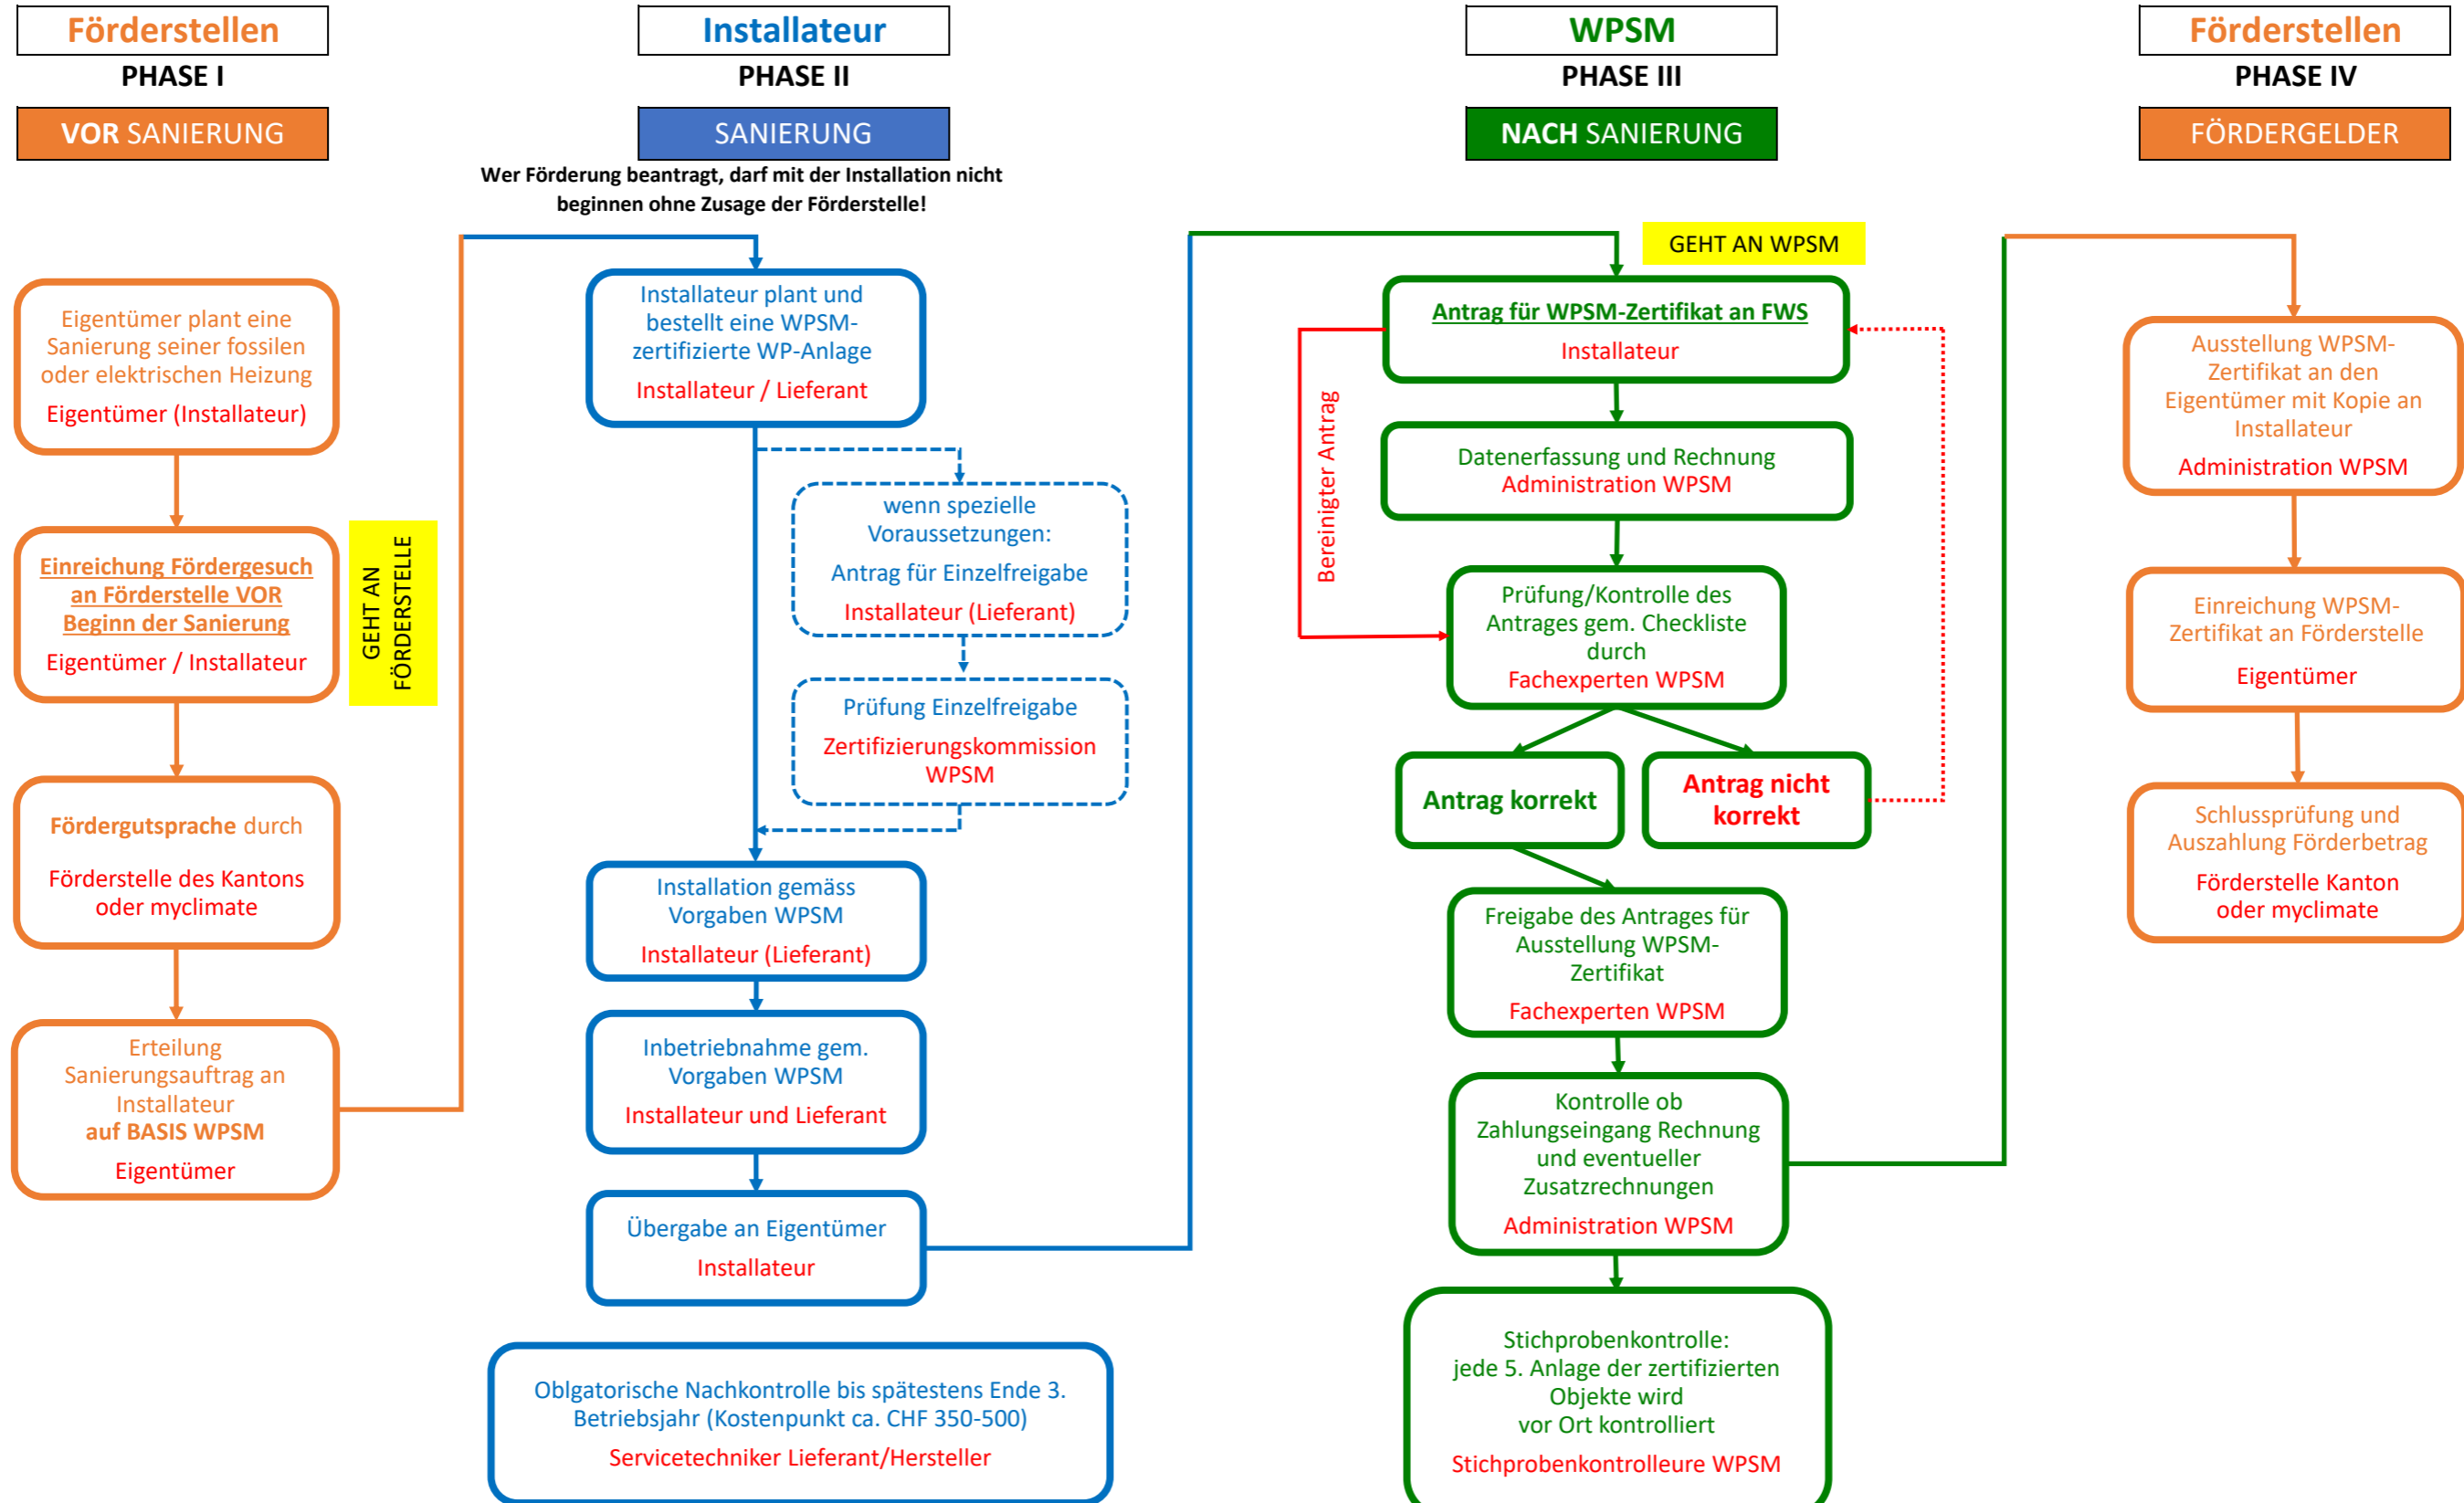 Förderstellen
PHASE I
VOR SANIERUNG
Eigentümer plant eine
Sanierung seiner fossilen
oder elektrischen Heizung
Eigentümer (Installateur)
Einreichung Fördergesuch
an Förderstelle VOR
Beginn der Sanierung
Eigentümer / Installateur
GEHT AN
FÖRDERSTELLE
Fördergutsprache durch
Förderstelle des Kantons
oder myclimate
Erteilung
Sanierungsauftrag an
Installateur
auf BASIS WPSM
Eigentümer
Installateur
PHASE II
SANIERUNG
Wer Förderung beantragt, darf mit der Installation nicht
beginnen ohne Zusage der Förderstelle!
Installateur plant und
bestellt eine WPSM-
zertifizierte WP-Anlage
Installateur / Lieferant
wenn spezielle
Voraussetzungen:
Antrag für Einzelfreigabe
Installateur (Lieferant)
Prüfung Einzelfreigabe
Zertifizierungskommission
WPSM
Installation gemäss
Vorgaben WPSM
Installateur (Lieferant)
Inbetriebnahme gem.
Vorgaben WPSM
Installateur und Lieferant
Übergabe an Eigentümer
Installateur
Oblgatorische Nachkontrolle bis spätestens Ende 3.
Betriebsjahr (Kostenpunkt ca. CHF 350-500)
Servicetechniker Lieferant/Hersteller
WPSM
PHASE III
NACH SANIERUNG
GEHT AN WPSM
Antrag für WPSM-Zertifikat an FWS
Installateur
Bereinigter Antrag
Datenerfassung und Rechnung
Administration WPSM
Prüfung/Kontrolle des
Antrages gem. Checkliste
durch
Fachexperten WPSM
Antrag korrekt
Antrag nicht
korrekt
Freigabe des Antrages für
Ausstellung WPSM-
Zertifikat
Fachexperten WPSM
Kontrolle ob
Zahlungseingang Rechnung
und eventueller
Zusatzrechnungen
Administration WPSM
Stichprobenkontrolle:
jede 5. Anlage der zertifizierten
Objekte wird
vor Ort kontrolliert
Stichprobenkontrolleure WPSM
Förderstellen
PHASE IV
FÖRDERGELDER
Ausstellung WPSM-
Zertifikat an den
Eigentümer mit Kopie an
Installateur
Administration WPSM
Einreichung WPSM-
Zertifikat an Förderstelle
Eigentümer
Schlussprüfung und
Auszahlung Förderbetrag
Förderstelle Kanton
oder myclimate